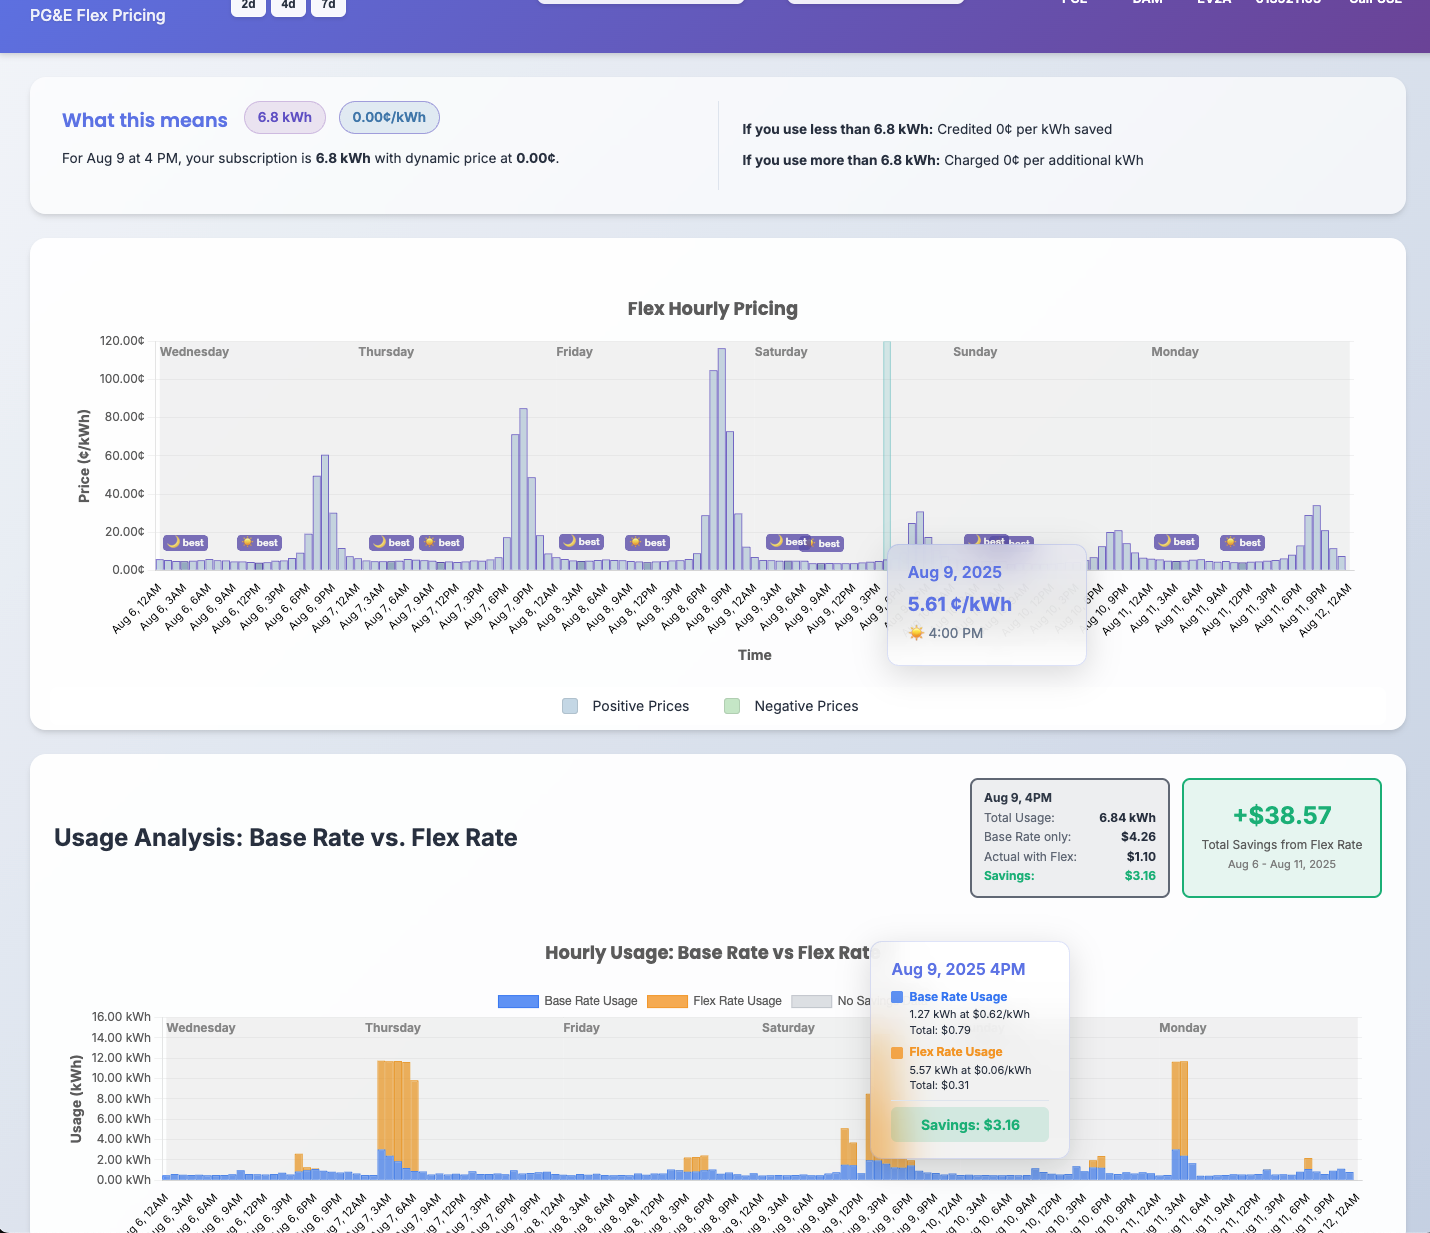 PG&E Flex Pricing
2d 4d 7d
What this means 6.8 kWh 0.00¢/kWh
For Aug 9 at 4 PM, your subscription is 6.8 kWh with dynamic price at 0.00¢.
If you use less than 6.8 kWh: Credited 0¢ per kWh saved
If you use more than 6.8 kWh: Charged 0¢ per additional kWh
Flex Hourly Pricing
120.00¢
100.00¢
80.00¢
60.00¢
40.00¢
20.00¢
0.00¢
Price (¢/kWh)
Wednesday Thursday Friday Saturday Sunday Monday
best best best best best best best best best best best best
Aug 6, 12AM
Aug 6, 3AM
Aug 6, 6AM
Aug 6, 9AM
Aug 6, 12PM
Aug 6, 3PM
Aug 6, 6PM
Aug 6, 9PM
Aug 7, 12AM
Aug 7, 3AM
Aug 7, 6AM
Aug 7, 9AM
Aug 7, 12PM
Aug 7, 3PM
Aug 7, 6PM
Aug 7, 9PM
Aug 8, 12AM
Aug 8, 3AM
Aug 8, 6AM
Aug 8, 9AM
Aug 8, 12PM
Aug 8, 3PM
Aug 8, 6PM
Aug 8, 9PM
Aug 9, 12AM
Aug 9, 3AM
Aug 9, 6AM
Aug 9, 9AM
Aug 9, 12PM
Aug 9, 3PM
Aug 10, 9PM
Aug 11, 12AM
Aug 11, 3AM
Aug 11, 6AM
Aug 11, 9AM
Aug 11, 12PM
Aug 11, 3PM
Aug 11, 6PM
Aug 11, 9PM
Aug 12, 12AM
Aug 9, 2025
5.61 ¢/kWh
4:00 PM
Time
Positive Prices Negative Prices
Usage Analysis: Base Rate vs. Flex Rate
Aug 9, 4PM
Total Usage: 6.84 kWh
Base Rate only: $4.26
Actual with Flex: $1.10
Savings: $3.16
+$38.57
Total Savings from Flex Rate
Aug 6 - Aug 11, 2025
Hourly Usage: Base Rate vs Flex Rate
Base Rate Usage Flex Rate Usage No
16.00 kWh
14.00 kWh
12.00 kWh
10.00 kWh
8.00 kWh
6.00 kWh
4.00 kWh
2.00 kWh
0.00 kWh
Usage (kWh)
Wednesday Thursday Friday Saturday Monday
Aug 9, 2025 4PM
Base Rate Usage
1.27 kWh at $0.62/kWh
Total: $0.79
Flex Rate Usage
5.57 kWh at $0.06/kWh
Total: $0.31
Savings: $3.16